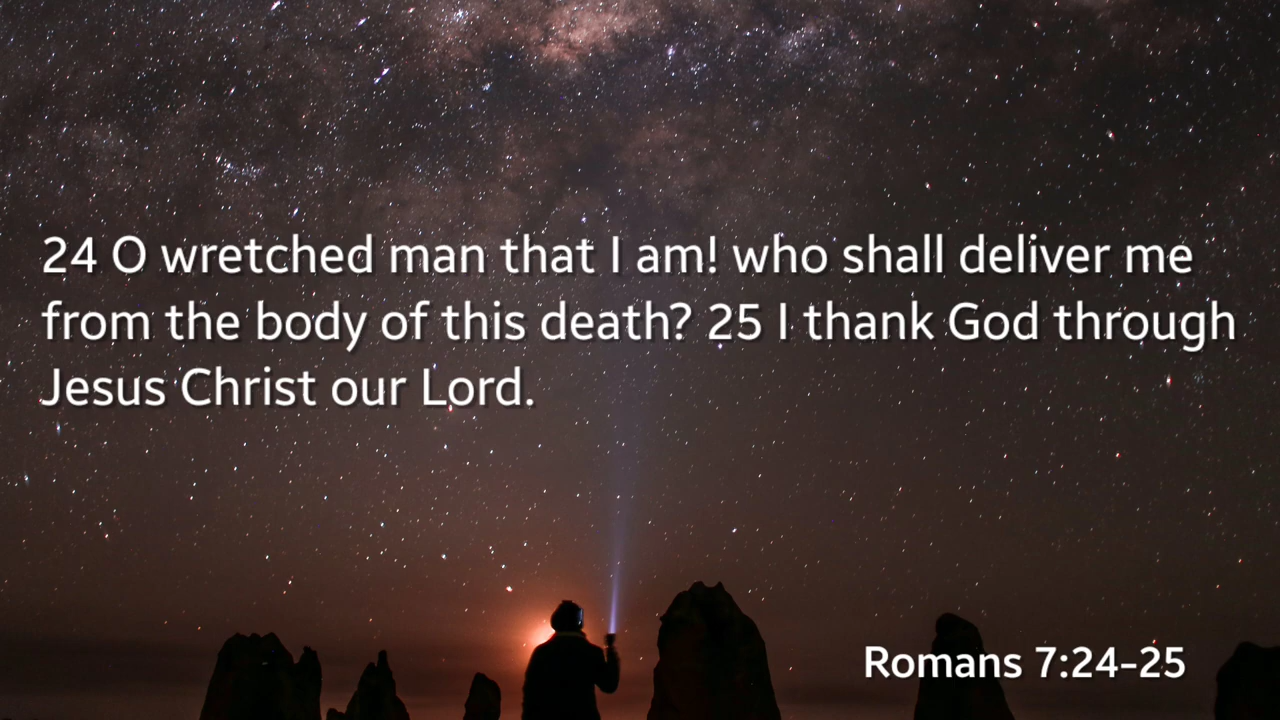 24 O wretched man that I am! who shall deliver me
from the body of this death? 25 I thank God through
Jesus Christ our Lord.
Romans 7:24-25